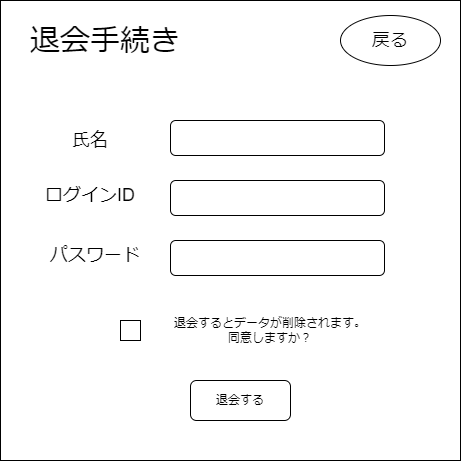 退会手続き
戻る
氏名
ログインID
パスワード
退会するとデータが削除されます。
同意しますか？
退会する